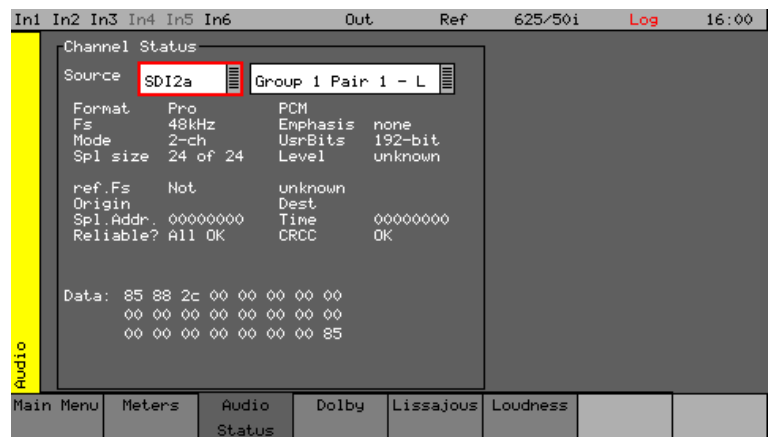 In1 In2 In3 In4 In5 In6 Out Ref 625/50i Log 16:00
Channel Status
Source SDI2a Group 1 Pair 1 - L
Format Pro PCM
Fs 48kHz Emphasis none
Mode 2-ch UsrBits 192-bit
Spl size 24 of 24 Level unknown
ref.Fs Not unknown
Origin Dest
Spl.Addr. 00000000 Time 00000000
Reliable? All OK CRCC OK
Data: 85 88 2c 00 00 00 00 00
00 00 00 00 00 00 00 00
00 00 00 00 00 00 00 85
Audio
Main Menu Meters Audio Status Dolby Lissajous Loudness